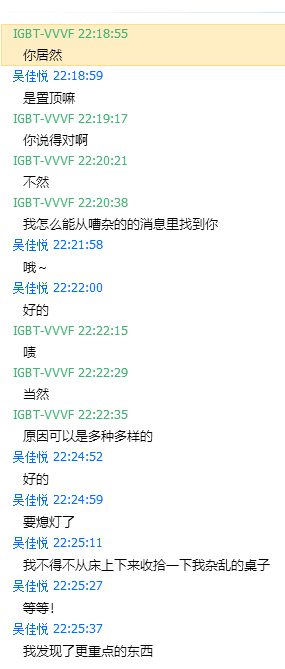 IGBT-VVVF 22:18:55
你居然
吴佳悦 22:18:59
是置顶嘛
IGBT-VVVF 22:19:17
你说得对啊
IGBT-VVVF 22:20:21
不然
IGBT-VVVF 22:20:38
我怎么能从嘈杂的的消息里找到你
吴佳悦 22:21:58
哦～
吴佳悦 22:22:00
好的
IGBT-VVVF 22:22:15
唛
IGBT-VVVF 22:22:29
当然
IGBT-VVVF 22:22:35
原因可以是多种多样的
吴佳悦 22:24:52
好的
吴佳悦 22:24:59
要熄灯了
吴佳悦 22:25:11
我不得不从床上下来收拾一下我杂乱的桌子
吴佳悦 22:25:27
等等！
吴佳悦 22:25:37
我发现了更重点的东西